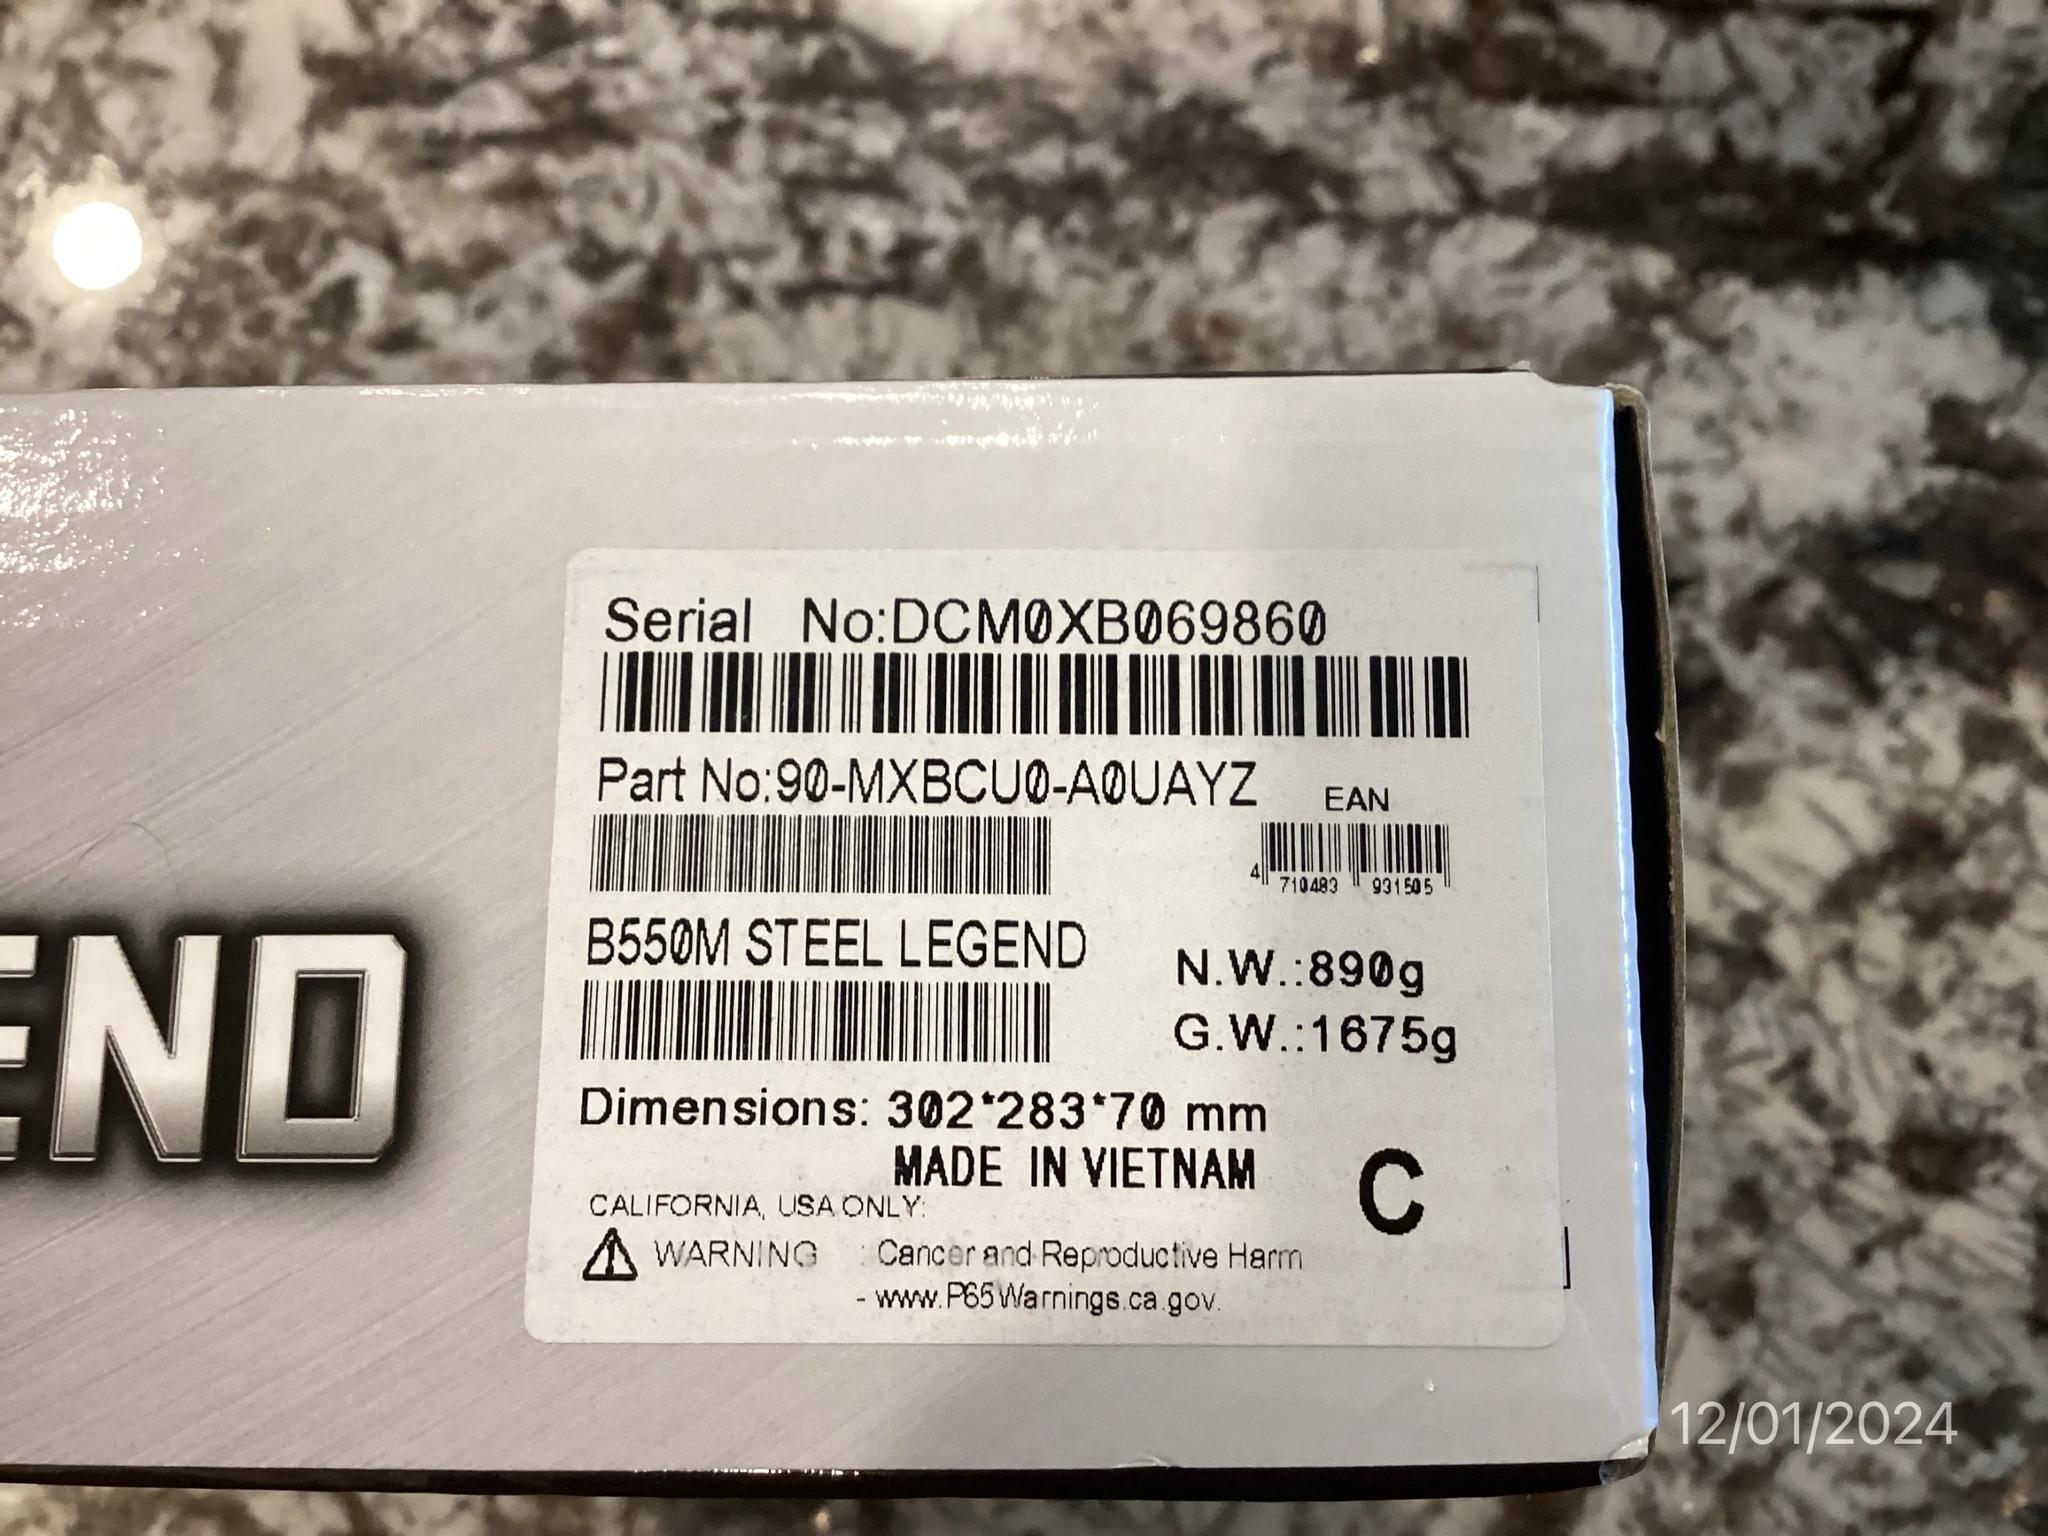 Serial No:DCM0XB069860
Part No:90-MXBCU0-A0UAYZ
EAN
4 710483 931505
B550M STEEL LEGEND
N.W.:890g
G.W.:1675g
Dimensions: 302*283*70 mm
MADE IN VIETNAM
C
CALIFORNIA, USA ONLY:
WARNING : Cancer and Reproductive Harm
- www.P65Warnings.ca.gov.
END
12/01/2024